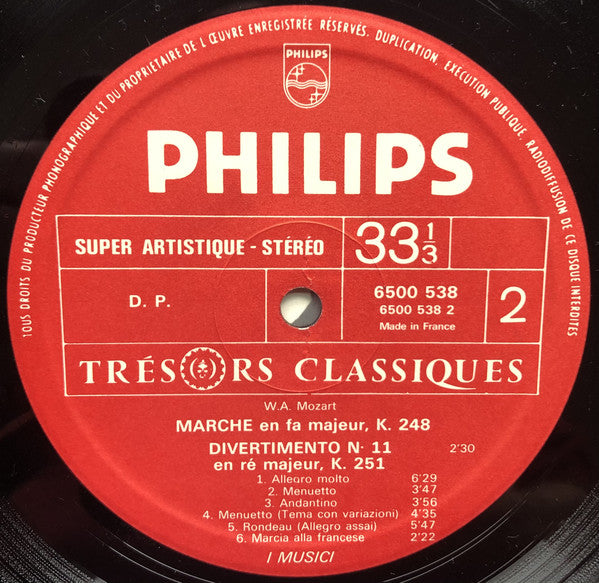 TOUS DROITS DU PRODUCTEUR PHONOGRAPHIQUE ET DU PROPRIETAIRE DE L'ŒUVRE ENREGISTRÉE RÉSERVÉS. DUPLICATION, EXECUTION PUBLIQUE, RADIODIFFUSION DE CE DISQUE INTERDITES
PHILIPS
PHILIPS
SUPER ARTISTIQUE - STÉRÉO
33 1/3
D. P.
6500 538
6500 538 2
Made in France
2
TRÉSORS CLASSIQUES
W.A. Mozart
MARCHE en fa majeur, K. 248
DIVERTIMENTO N· 11 2'30
en ré majeur, K. 251
1. Allegro molto 6'29
2. Menuetto 3'47
3. Andantino 3'56
4. Menuetto (Tema con variazioni) 4'35
5. Rondeau (Allegro assai) 5'47
6. Marcia alla francese 2'22
I MUSICI